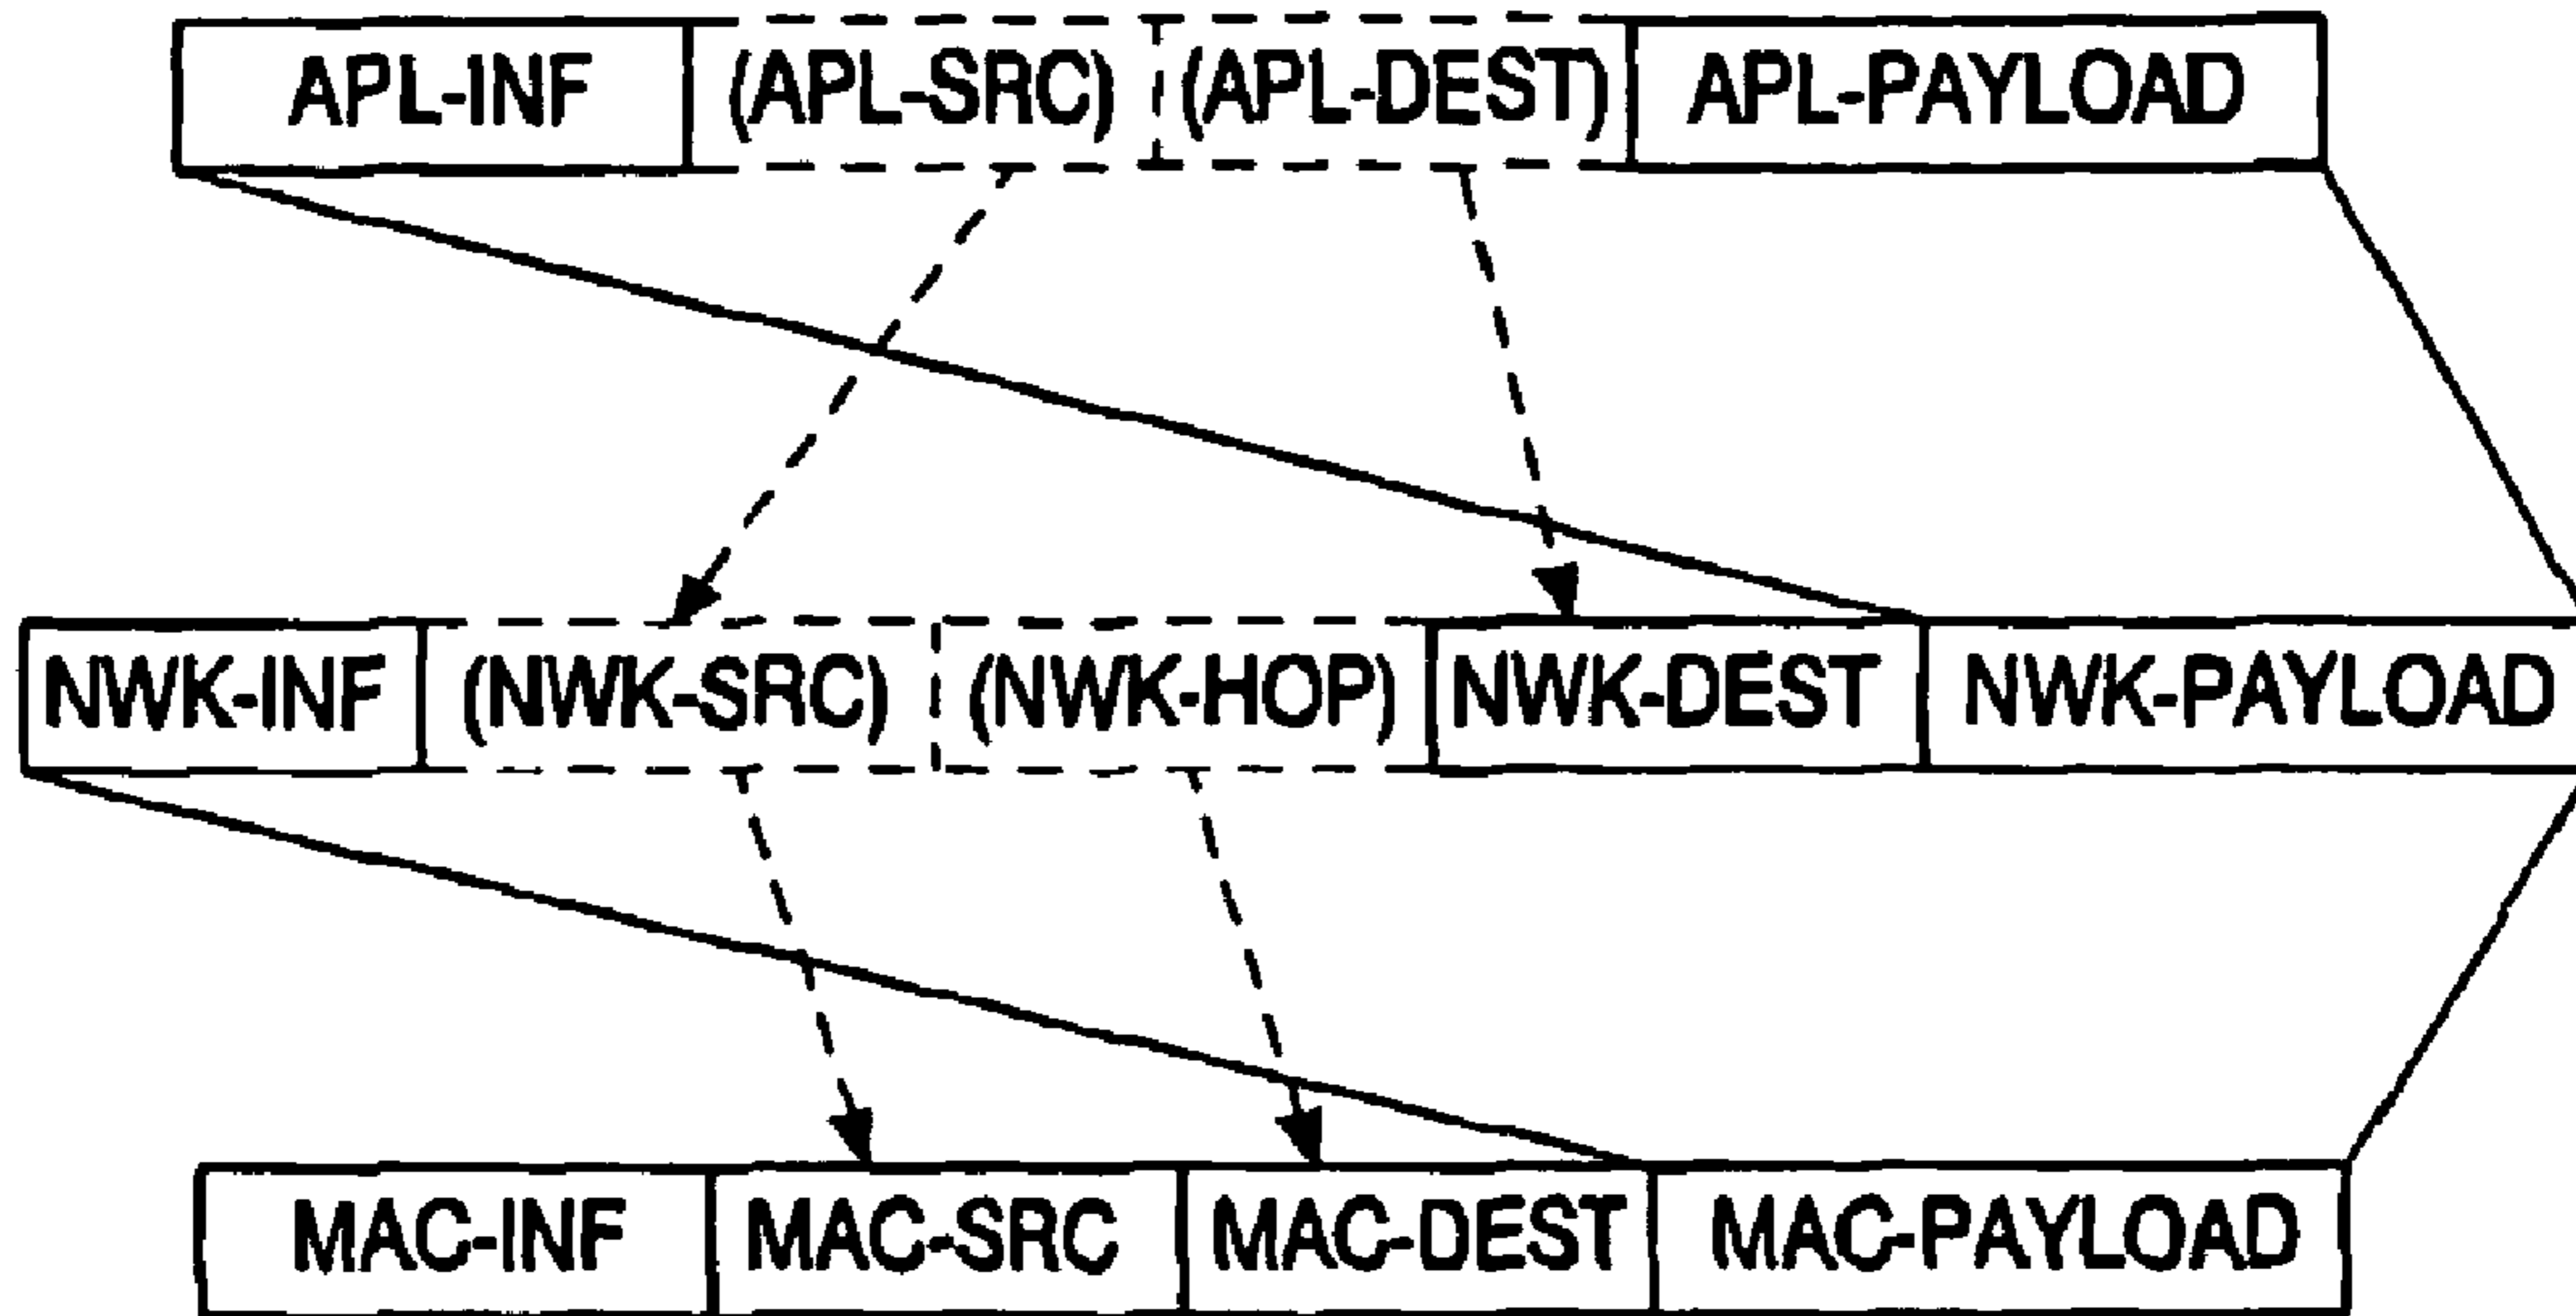 APL-INF (APL-SRC) (APL-DEST) APL-PAYLOAD
NWK-INF (NWK-SRC) (NWK-HOP) NWK-DEST NWK-PAYLOAD
MAC-INF MAC-SRC MAC-DEST MAC-PAYLOAD